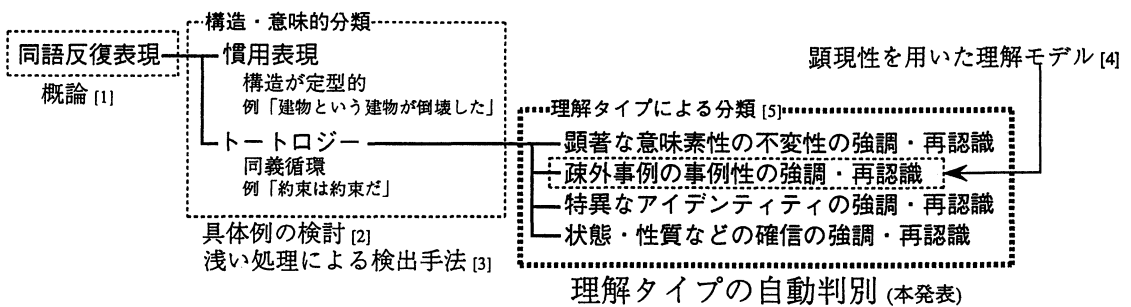 構造・意味的分類
同語反復表現
概論 [1]
慣用表現
構造が定型的
例「建物という建物が倒壊した」
トートロジー
同義循環
例「約束は約束だ」
具体例の検討 [2]
浅い処理による検出手法 [3]
顕現性を用いた理解モデル [4]
理解タイプによる分類 [5]
顕著な意味素性の不変性の強調・再認識
疎外事例の事例性の強調・再認識
特異なアイデンティティの強調・再認識
状態・性質などの確信の強調・再認識
理解タイプの自動判別 (本発表)